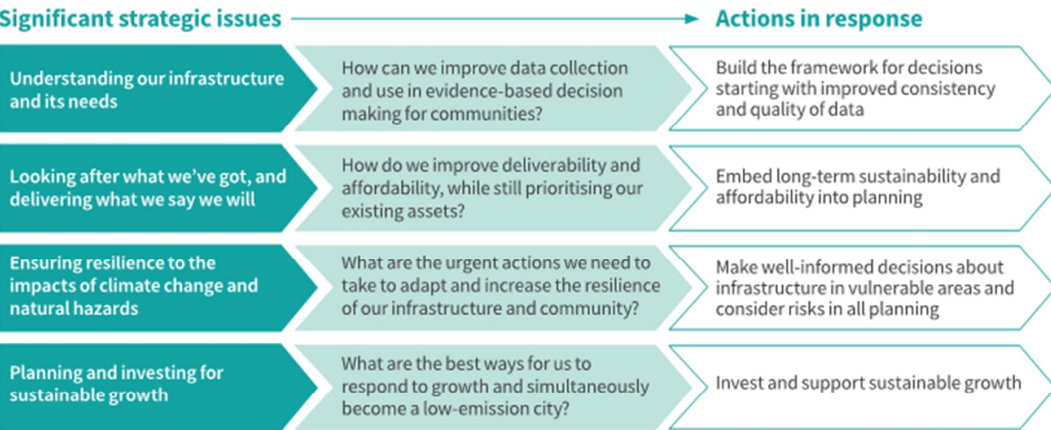 Significant strategic issues
Actions in response
Understanding our infrastructure
and its needs
How can we improve data collection
and use in evidence-based decision
making for communities?
Build the framework for decisions
starting with improved consistency
and quality of data
Looking after what we’ve got, and
delivering what we say we will
How do we improve deliverability and
affordability, while still prioritising our
existing assets?
Embed long-term sustainability and
affordability into planning
Ensuring resilience to the
impacts of climate change and
natural hazards
What are the urgent actions we need to
take to adapt and increase the resilience
of our infrastructure and community?
Make well-informed decisions about
infrastructure in vulnerable areas and
consider risks in all planning
Planning and investing for
sustainable growth
What are the best ways for us to
respond to growth and simultaneously
become a low-emission city?
Invest and support sustainable growth